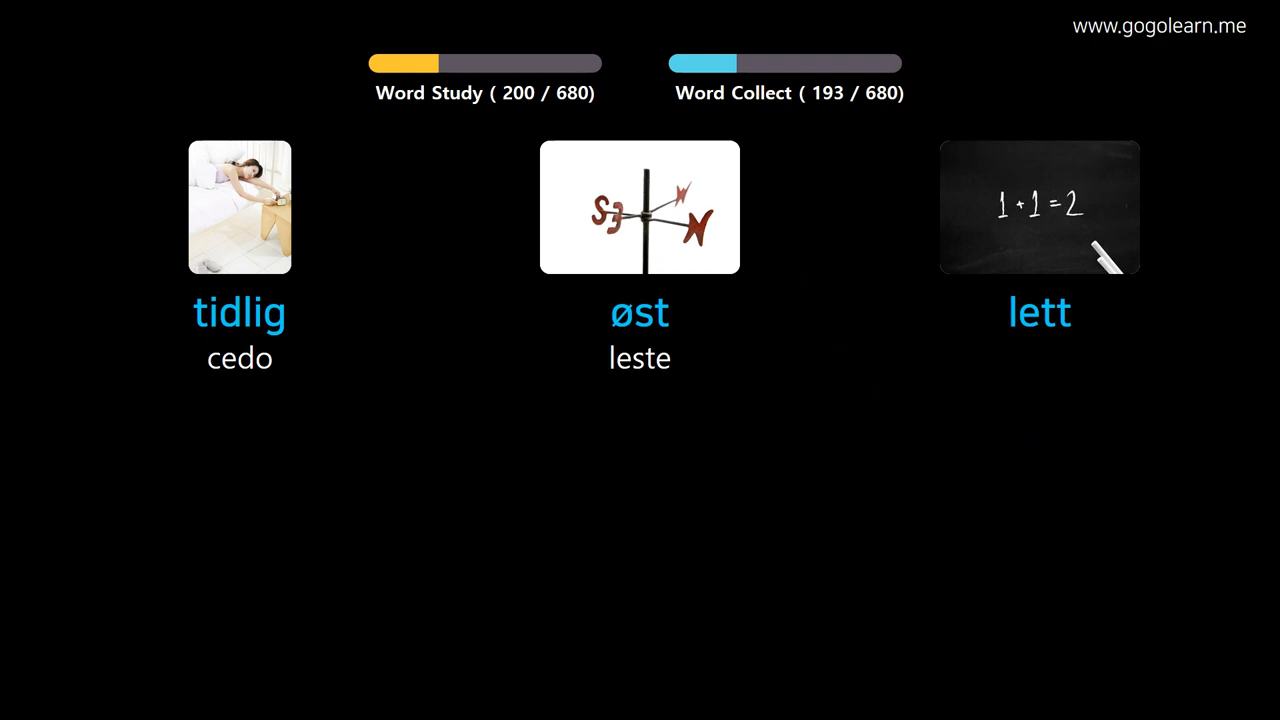 www.gogolearn.me
Word Study ( 200 / 680)
Word Collect ( 193 / 680)
S
E
N
1 + 1 = 2
tidlig
øst
lett
cedo
leste